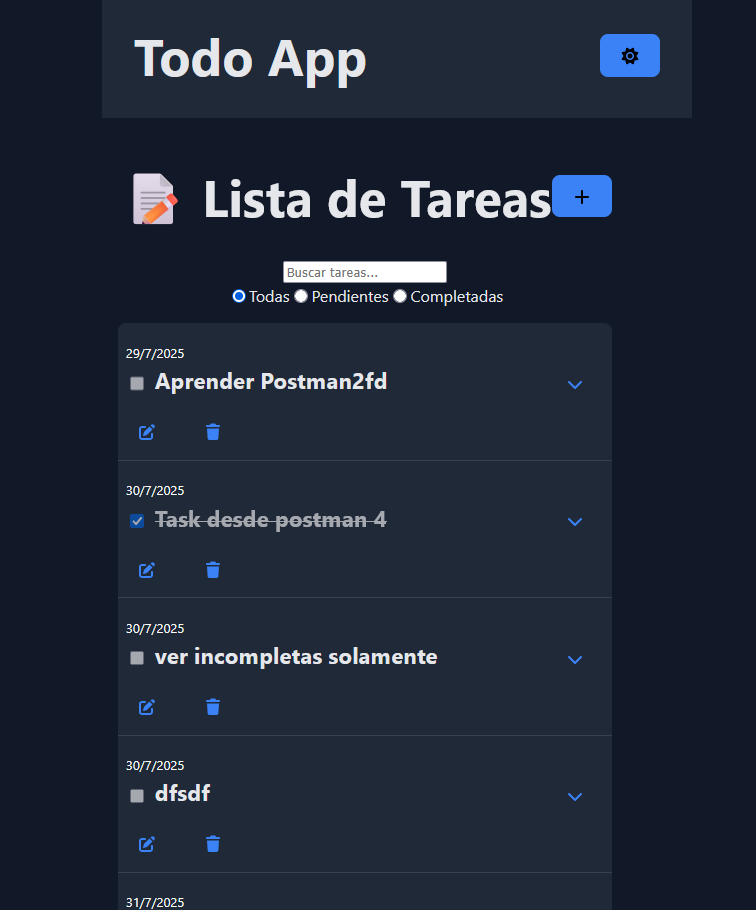 Todo App
Lista de Tareas
Buscar tareas...
Todas Pendientes Completadas
29/7/2025
Aprender Postman2fd
30/7/2025
Task desde postman 4
30/7/2025
ver incompletas solamente
30/7/2025
dfsdf
31/7/2025